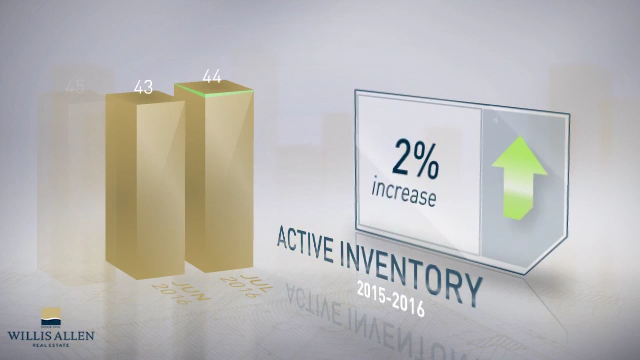 45
43
44
2%
increase
ACTIVE INVENTORY
2015-2016
JUN
2016
JUL
2016
WILLIS ALLEN
REAL ESTATE